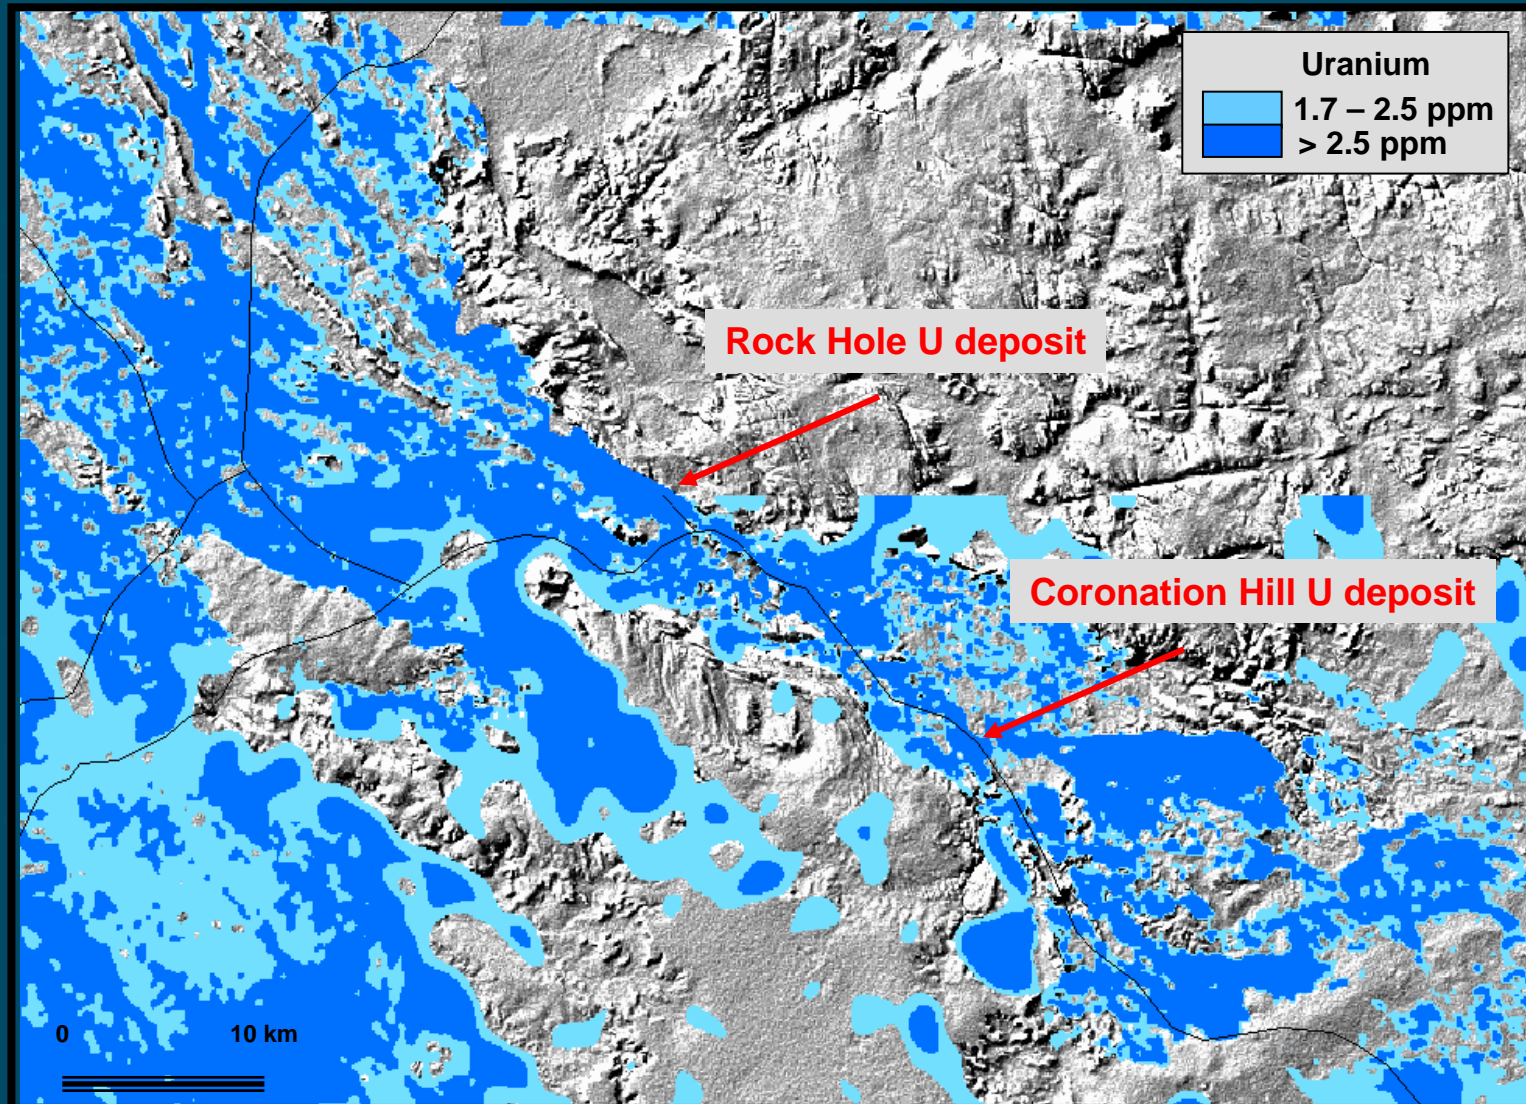 Uranium
1.7 – 2.5 ppm
> 2.5 ppm
Rock Hole U deposit
Coronation Hill U deposit
0 10 km